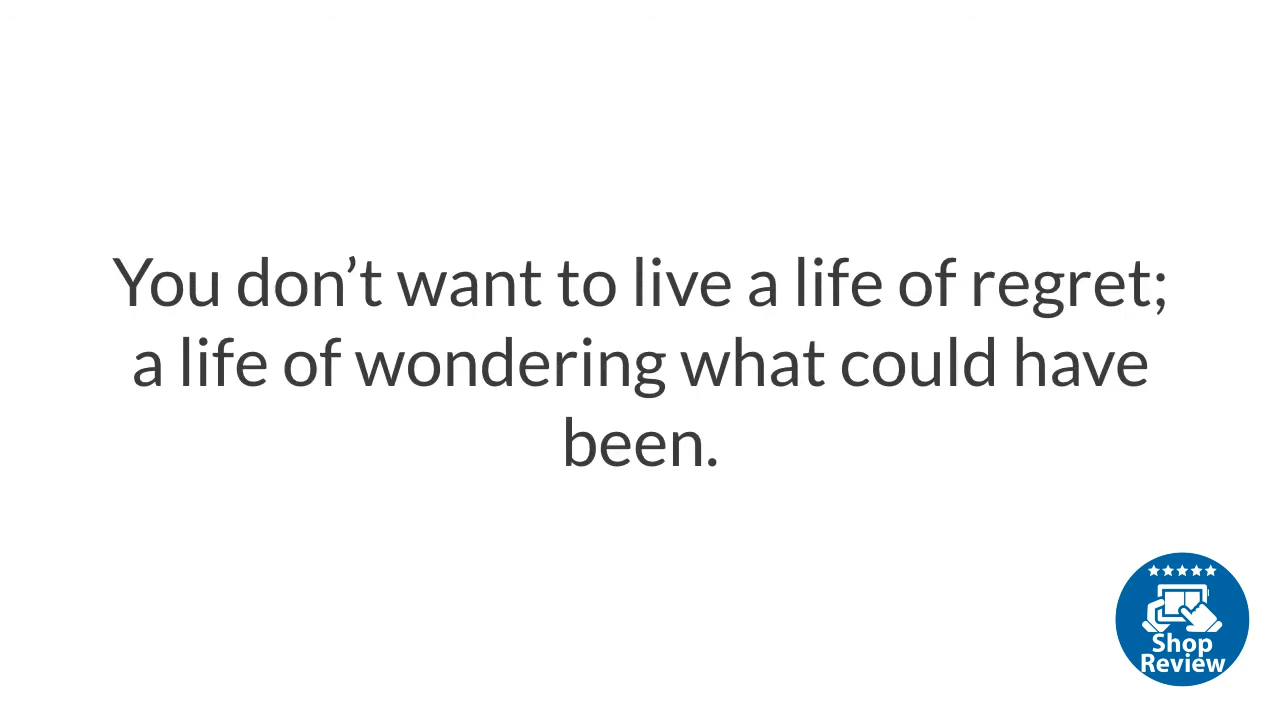 You don’t want to live a life of regret;
a life of wondering what could have
been.
Shop
Review